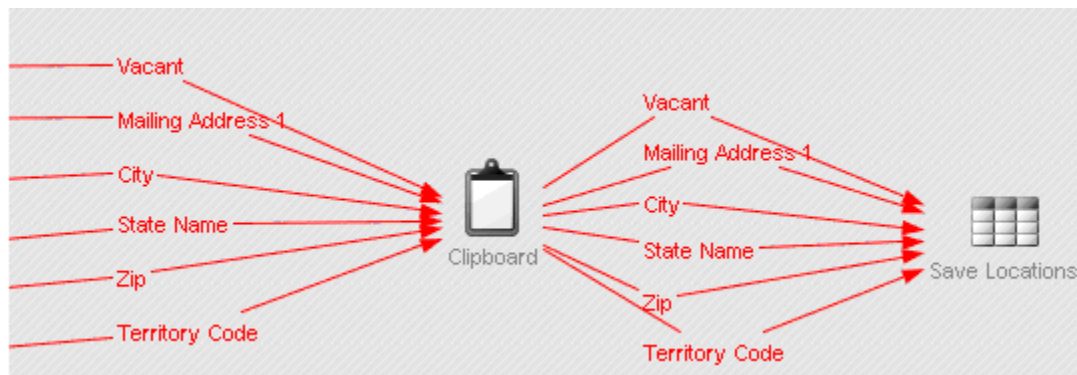 Vacant
Mailing Address 1
City
State Name
Zip
Territory Code
Clipboard
Vacant
Mailing Address 1
City
State Name
Zip
Territory Code
Save Locations